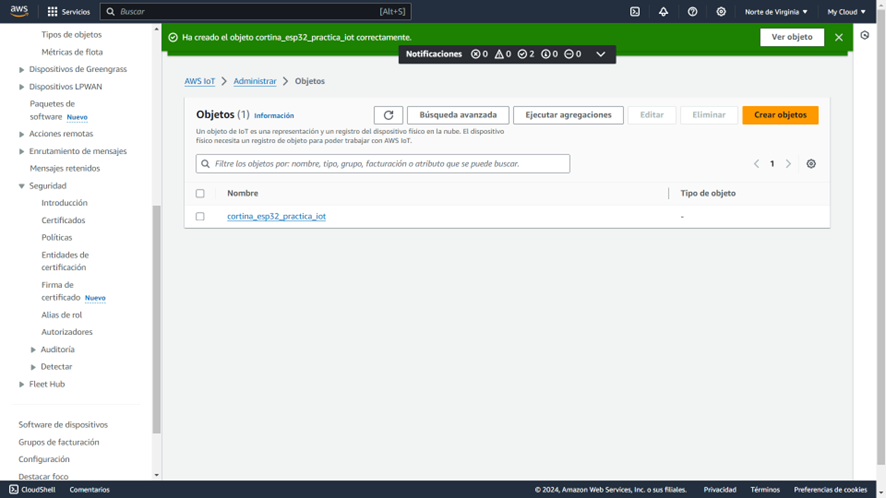 aws
Servicios
Buscar
[Alt+S]
Norte de Virginia
My Cloud
Tipos de objetos
Métricas de flota
Dispositivos de Greengrass
Dispositivos LPWAN
Paquetes de
software Nuevo
Acciones remotas
Enrutamiento de mensajes
Mensajes retenidos
Seguridad
Introducción
Certificados
Políticas
Entidades de
certificación
Firma de
certificado Nuevo
Alias de rol
Autorizadores
Auditoría
Detectar
Fleet Hub
Software de dispositivos
Grupos de facturación
Configuración
Destacar foco
Ha creado el objeto cortina_esp32_practica_iot correctamente.
Ver objeto
Notificaciones 0 0 2 0 0
AWS IoT > Administrar > Objetos
Objetos (1) Información
Búsqueda avanzada
Ejecutar agregaciones
Editar
Eliminar
Crear objetos
Un objeto de IoT es una representación y un registro del dispositivo físico en la nube. El dispositivo
físico necesita un registro de objeto para poder trabajar con AWS IoT.
Filtre los objetos por: nombre, tipo, grupo, facturación o atributo que se puede buscar.
1
Nombre
Tipo de objeto
cortina_esp32_practica_iot
-
CloudShell
Comentarios
© 2024, Amazon Web Services, Inc. o sus filiales.
Privacidad
Términos
Preferencias de cookies